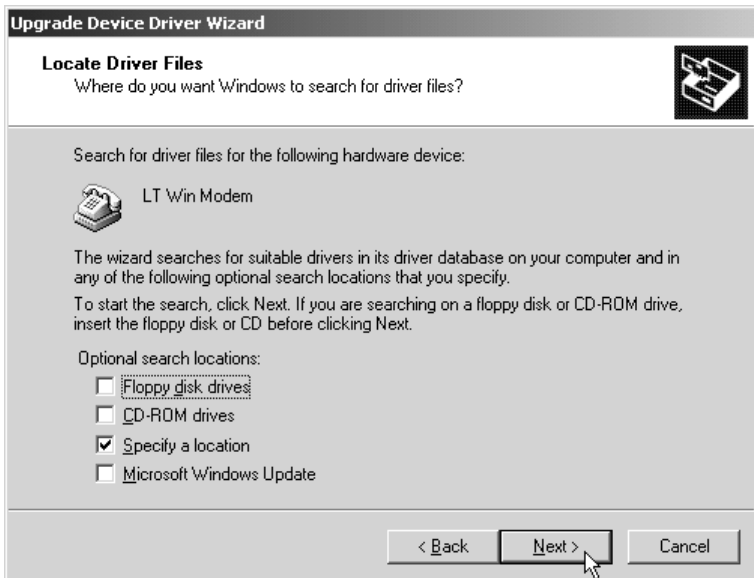 Upgrade Device Driver Wizard
Locate Driver Files
Where do you want Windows to search for driver files?
Search for driver files for the following hardware device:
LT Win Modem
The wizard searches for suitable drivers in its driver database on your computer and in
any of the following optional search locations that you specify.
To start the search, click Next. If you are searching on a floppy disk or CD-ROM drive,
insert the floppy disk or CD before clicking Next.
Optional search locations:
Floppy disk drives
CD-ROM drives
Specify a location
Microsoft Windows Update
< Back Next > Cancel